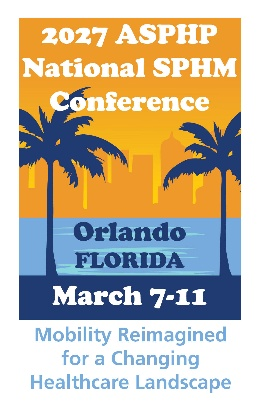 2027 ASPHP
National SPHM
Conference
Orlando
FLORIDA
March 7-11
Mobility Reimagined
for a Changing
Healthcare Landscape